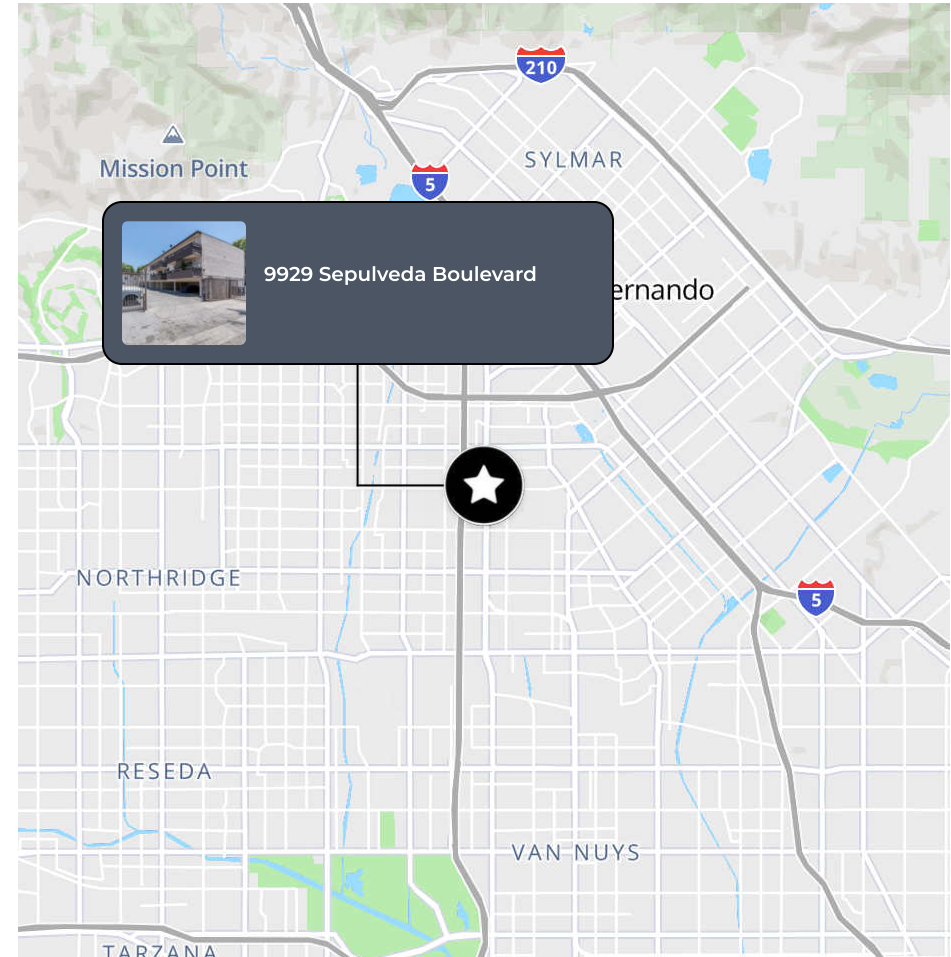 210
SYLMAR
Mission Point
5
9929 Sepulveda Boulevard
ernando
NORTHRIDGE
5
RESEDA
VAN NUYS
TARZANA